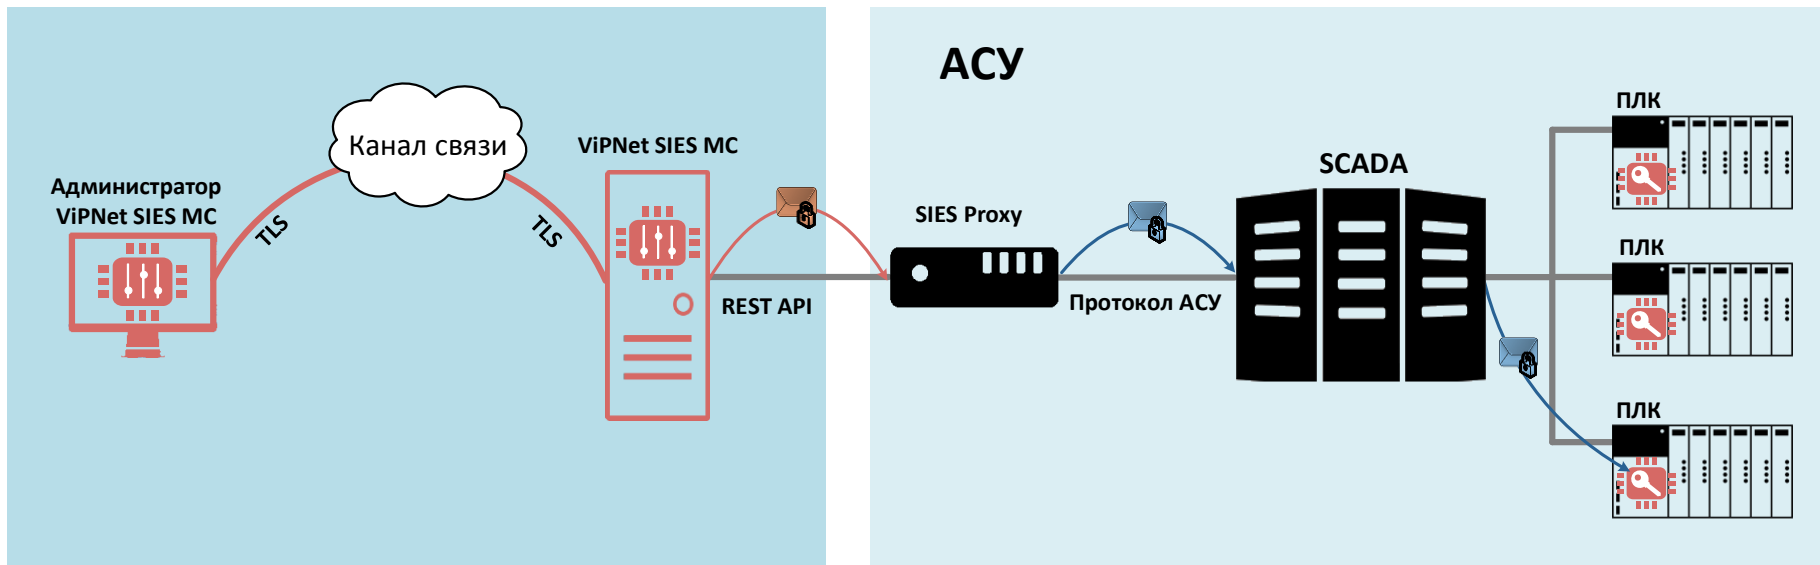 АСУ
Канал связи
Администратор
ViPNet SIES MC
TLS
TLS
ViPNet SIES MC
REST API
SIES Proxy
Протокол АСУ
SCADA
ПЛК
ПЛК
ПЛК